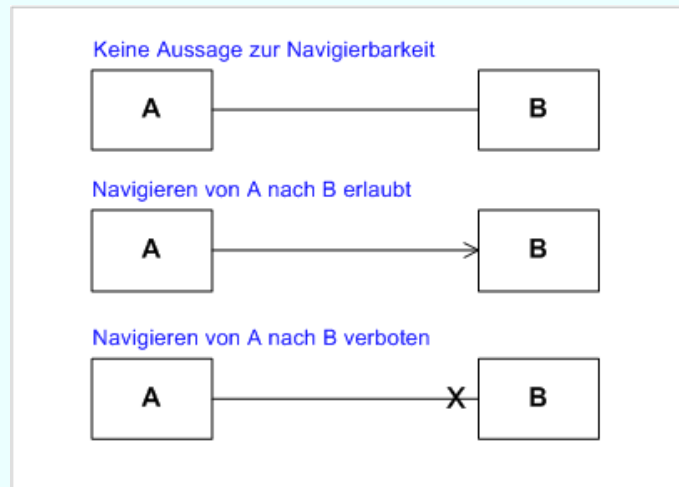 Keine Aussage zur Navigierbarkeit
A B
Navigieren von A nach B erlaubt
A B
Navigieren von A nach B verboten
A X B